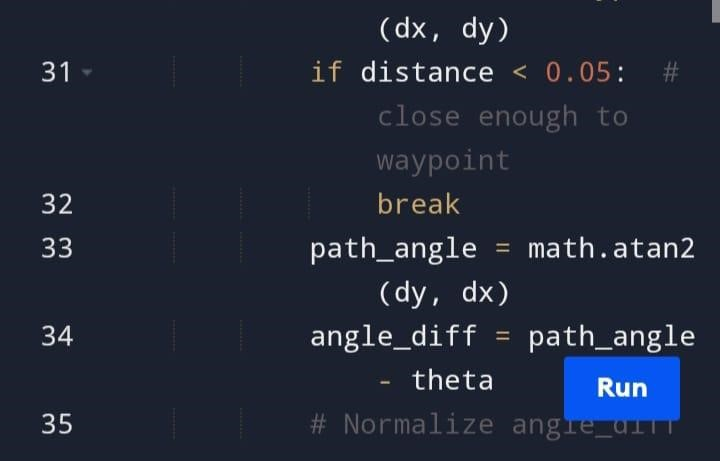 (dx, dy)
31 if distance < 0.05: #
close enough to
waypoint
32 break
33 path_angle = math.atan2
(dy, dx)
34 angle_diff = path_angle
- theta
Run
35 # Normalize angle_diff